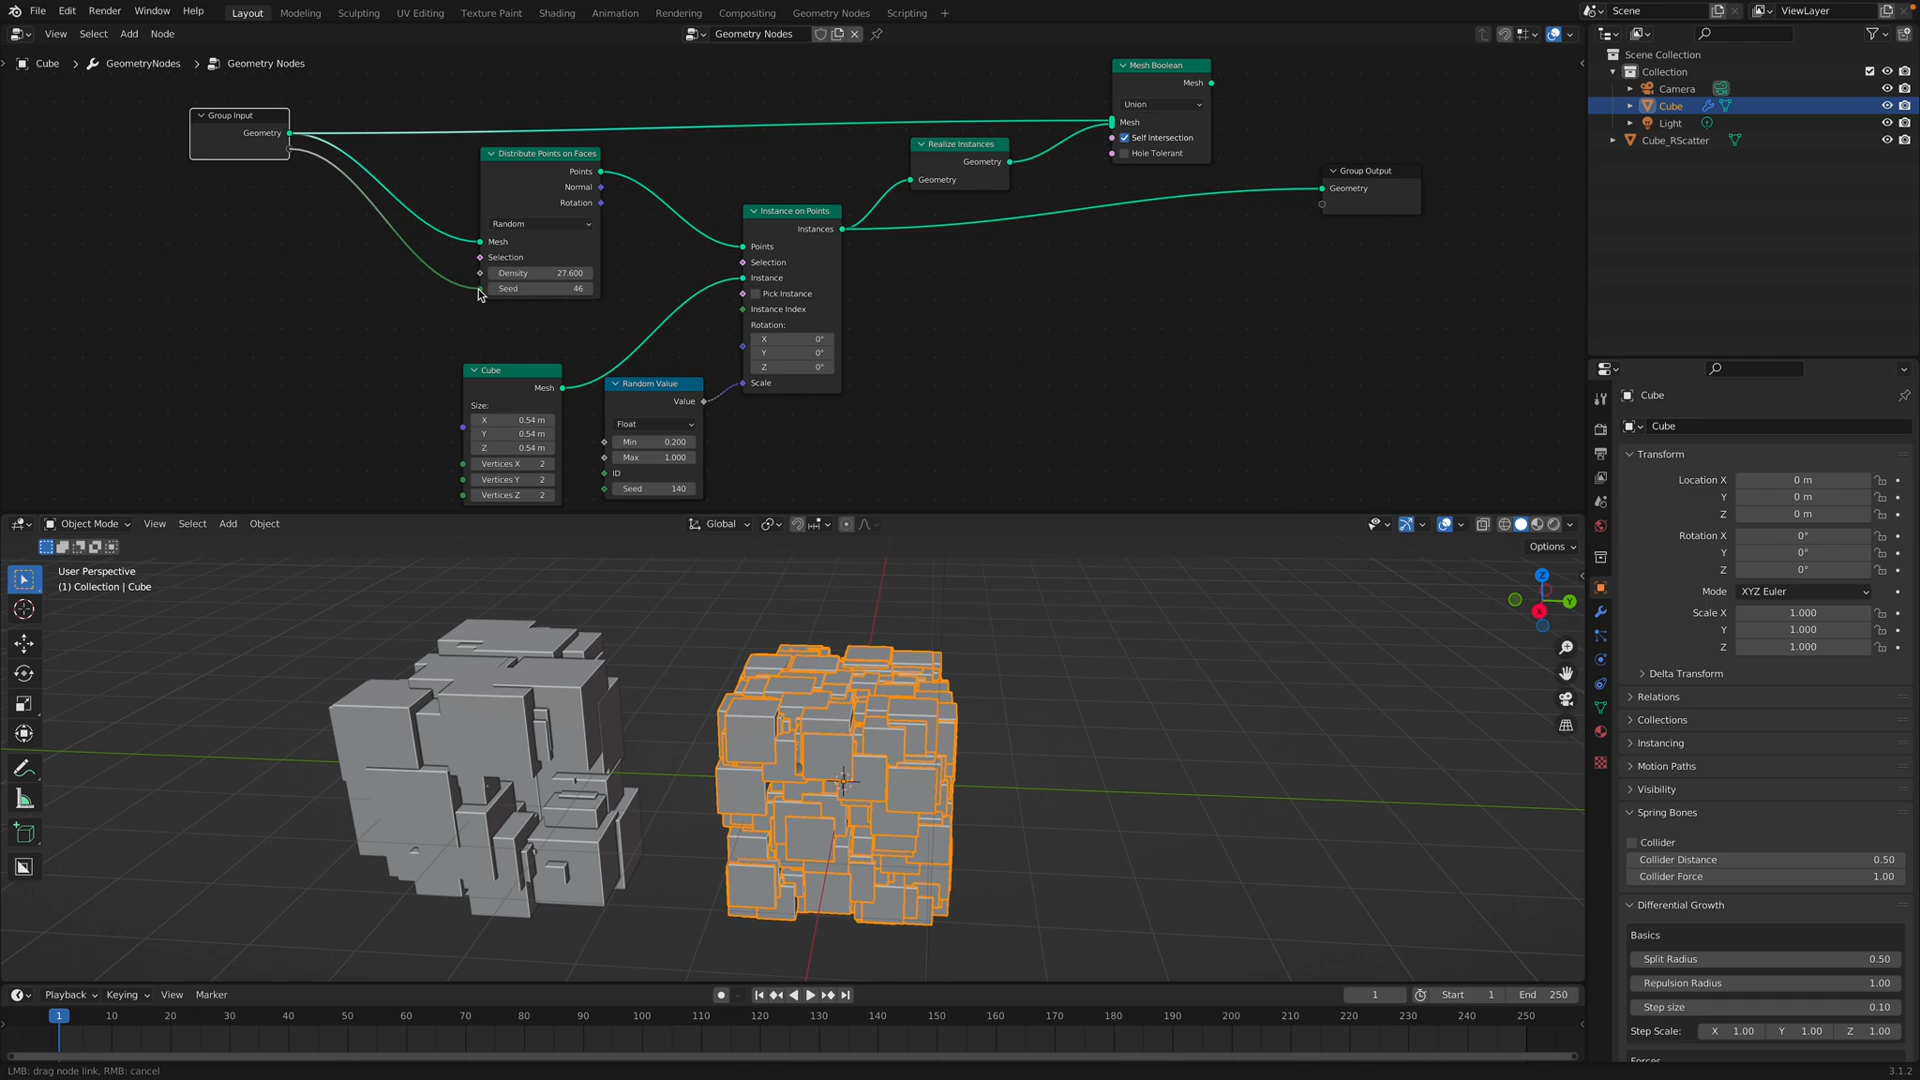 File Edit Render Window Help Layout Modeling Sculpting UV Editing Texture Paint Shading Animation Rendering Compositing Geometry Nodes Scripting + Scene ViewLayer
View Select Add Node Geometry Nodes
Cube > GeometryNodes > Geometry Nodes
Group Input
Geometry
Distribute Points on Faces
Points
Normal
Rotation
Random
Mesh
Selection
Density 27.600
Seed 46
Cube
Mesh
Size:
X 0.54 m
Y 0.54 m
Z 0.54 m
Vertices X 2
Vertices Y 2
Vertices Z 2
Random Value
Value
Float
Min 0.200
Max 1.000
ID
Seed 140
Instance on Points
Instances
Points
Selection
Instance
Pick Instance
Instance Index
Rotation:
X 0°
Y 0°
Z 0°
Scale
Realize Instances
Geometry
Geometry
Mesh Boolean
Mesh
Union
Mesh
Self Intersection
Hole Tolerant
Group Output
Geometry
Scene Collection
Collection
Camera
Cube
Light
Cube_RScatter
Object Mode View Select Add Object Global
Options
User Perspective
(1) Collection | Cube
Z
Y
X
Cube
Cube
Transform
Location X 0 m
Y 0 m
Z 0 m
Rotation X 0°
Y 0°
Z 0°
Mode XYZ Euler
Scale X 1.000
Y 1.000
Z 1.000
Delta Transform
Relations
Collections
Instancing
Motion Paths
Visibility
Spring Bones
Collider
Collider Distance 0.50
Collider Force 1.00
Differential Growth
Basics
Split Radius 0.50
Repulsion Radius 1.00
Step size 0.10
Step Scale: X 1.00 Y 1.00 Z 1.00
Playback Keying View Marker 1 Start 1 End 250
1 10 20 30 40 50 60 70 80 90 100 110 120 130 140 150 160 170 180 190 200 210 220 230 240 250
LMB: drag node link, RMB: cancel 3.1.2